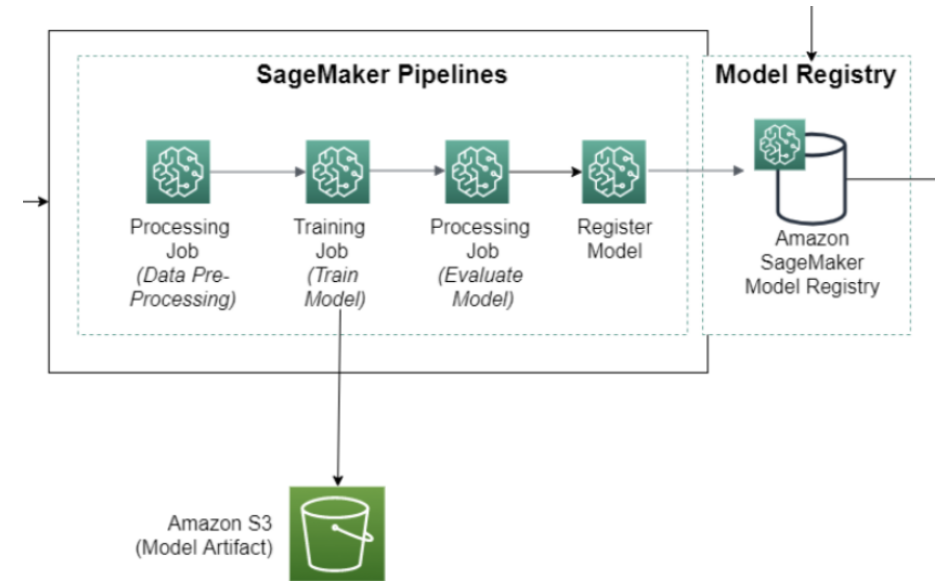 SageMaker Pipelines
Model Registry
Processing
Job
(Data Pre-
Processing)
Training
Job
(Train
Model)
Processing
Job
(Evaluate
Model)
Register
Model
Amazon
SageMaker
Model Registry
Amazon S3
(Model Artifact)